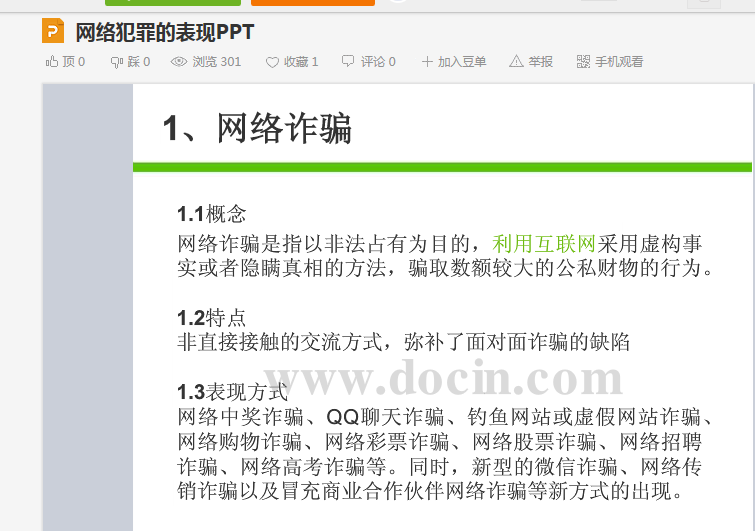 网络犯罪的表现PPT
顶 0 踩 0 浏览 301 收藏 1 评论 0 加入豆单 举报 手机观看
1、网络诈骗
1.1概念
网络诈骗是指以非法占有为目的，利用互联网采用虚构事
实或者隐瞒真相的方法，骗取数额较大的公私财物的行为。
1.2特点
非直接接触的交流方式，弥补了面对面诈骗的缺陷
www.docin.com
1.3表现方式
网络中奖诈骗、QQ聊天诈骗、钓鱼网站或虚假网站诈骗、
网络购物诈骗、网络彩票诈骗、网络股票诈骗、网络招聘
诈骗、网络高考诈骗等。同时，新型的微信诈骗、网络传
销诈骗以及冒充商业合作伙伴网络诈骗等新方式的出现。